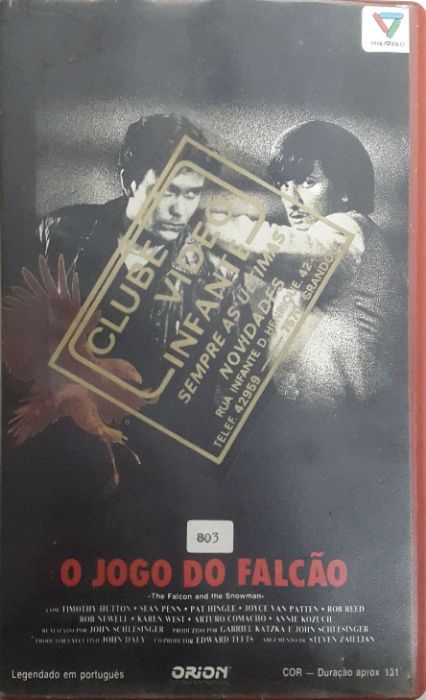 CLUBE
VIDEO
INFANTE
SEMPRE AS ÚLTIMAS
NOVIDADES
RUA INFANTE D. HENRIQUE, 42
TELEF. 42959
GRANDO
803
O JOGO DO FALCÃO
-The Falcon and the Snowman-
COM TIMOTHY HUTTON • SEAN PENN • PAT HINGLE • JOYCE VAN PATTEN • ROB REED
ROB NEWELL • KAREN WEST • ARTURO COMACHO • ANNIE KOZUCH
REALIZADO POR JOHN SCHLESINGER PRODUZIDO POR GABRIEL KATZKA E JOHN SCHLESINGER
PRODUTOR EXECUTIVO JOHN DALY CO-PRODUTOR EDWARD TETS ARGUMENTO DE STEVEN ZAILLIAN
Legendado em português
ORION
COR — Duração aprox 131